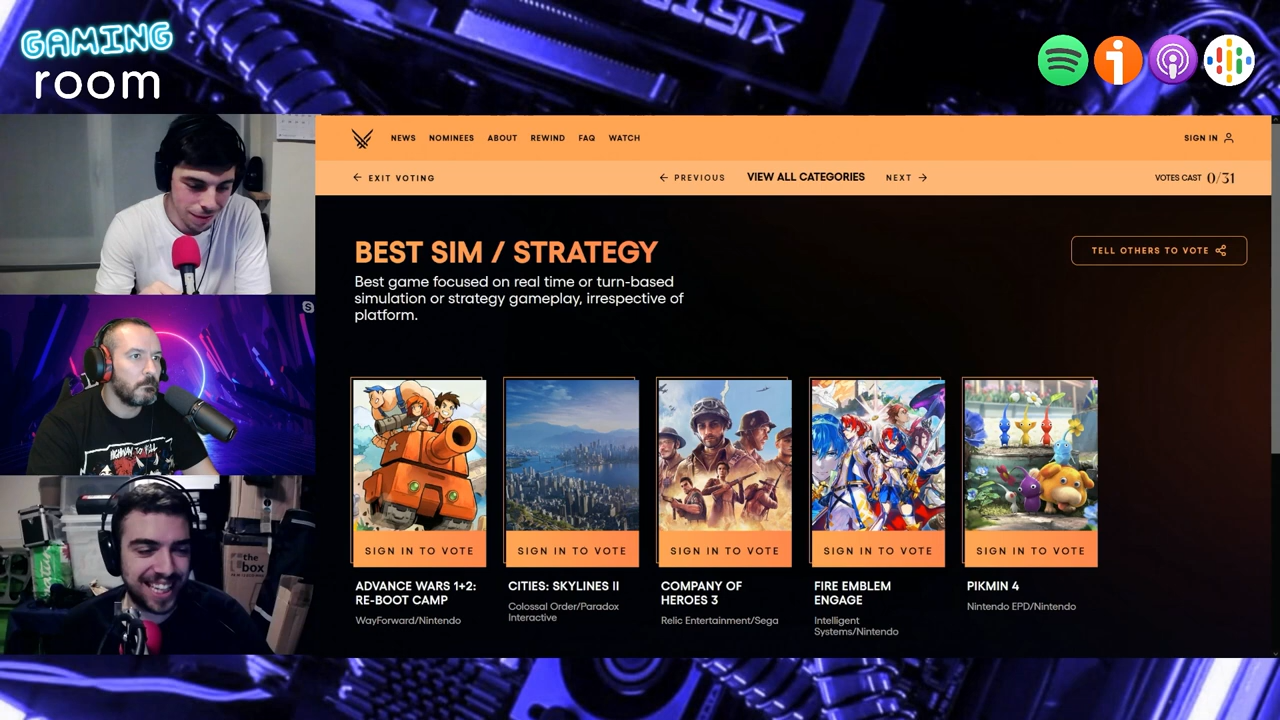 GAMING
room
NEWS NOMINEES ABOUT REWIND FAQ WATCH
SIGN IN
EXIT VOTING
PREVIOUS VIEW ALL CATEGORIES NEXT
VOTES CAST 0/31
BEST SIM / STRATEGY
TELL OTHERS TO VOTE
Best game focused on real time or turn-based
simulation or strategy gameplay, irrespective of
platform.
SIGN IN TO VOTE
SIGN IN TO VOTE
SIGN IN TO VOTE
SIGN IN TO VOTE
SIGN IN TO VOTE
ADVANCE WARS 1+2:
RE-BOOT CAMP
WayForward/Nintendo
CITIES: SKYLINES II
Colossal Order/Paradox
Interactive
COMPANY OF
HEROES 3
Relic Entertainment/Sega
FIRE EMBLEM
ENGAGE
Intelligent
Systems/Nintendo
PIKMIN 4
Nintendo EPD/Nintendo
HIGHWAY TO
the
box